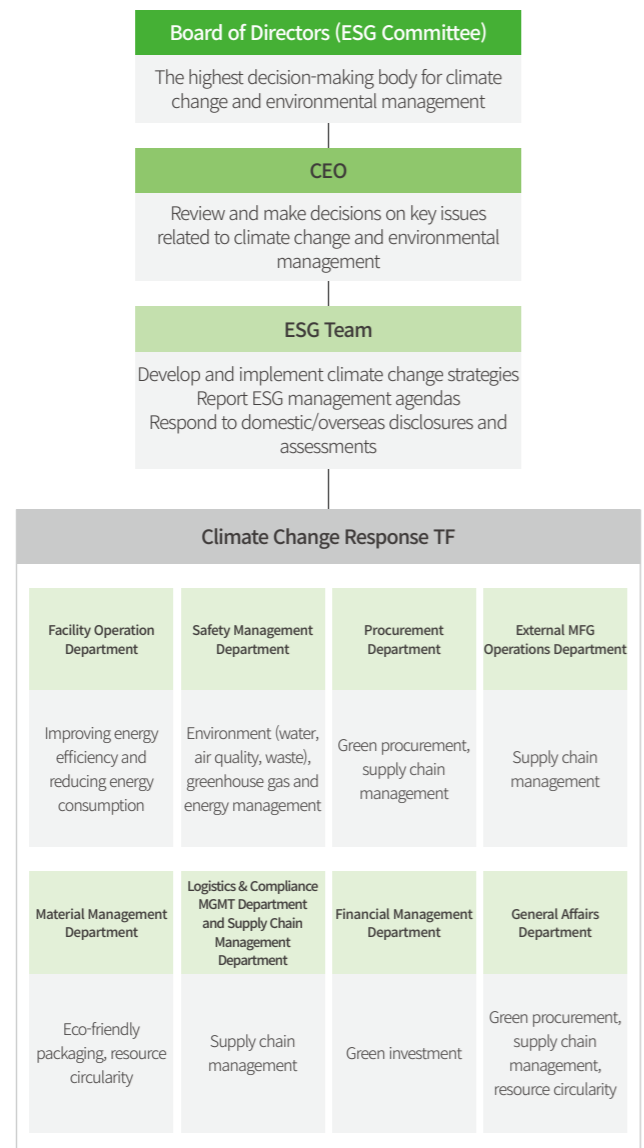 Board of Directors (ESG Committee)
The highest decision-making body for climate
change and environmental management
CEO
Review and make decisions on key issues
related to climate change and environmental
management
ESG Team
Develop and implement climate change strategies
Report ESG management agendas
Respond to domestic/overseas disclosures and
assessments
Climate Change Response TF
Facility Operation
Department
Improving energy
efficiency and
reducing energy
consumption
Safety Management
Department
Environment (water,
air quality, waste),
greenhouse gas and
energy management
Procurement
Department
Green procurement,
supply chain
management
External MFG
Operations Department
Supply chain
management
Material Management
Department
Eco-friendly
packaging, resource
circularity
Logistics & Compliance
MGMT Department
and Supply Chain
Management
Department
Supply chain
management
Financial Management
Department
Green investment
General Affairs
Department
Green procurement,
supply chain
management,
resource circularity